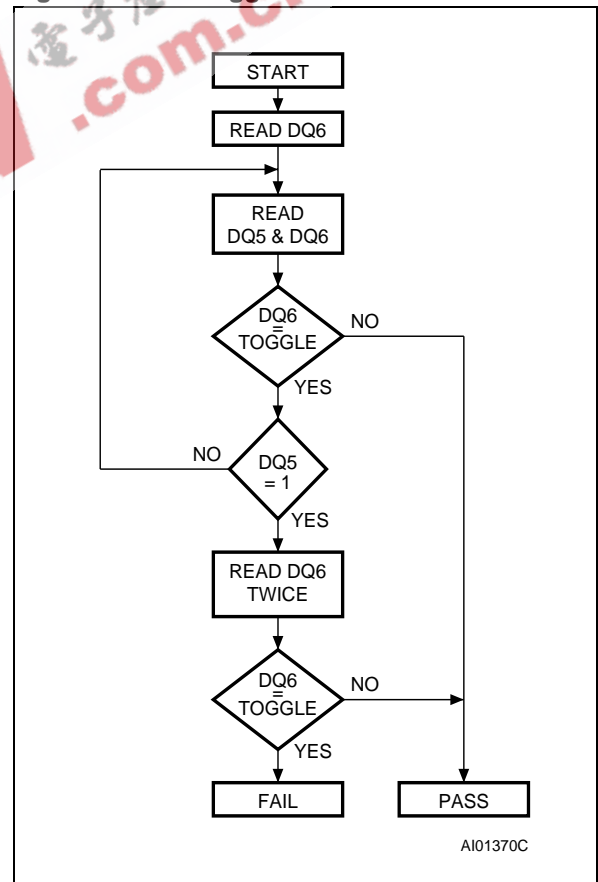 .com.c
START
READ DQ6
READ
DQ5 & DQ6
DQ6
=
TOGGLE
NO
YES
NO
DQ5
= 1
YES
READ DQ6
TWICE
DQ6
=
TOGGLE
NO
YES
FAIL
PASS
AI01370C